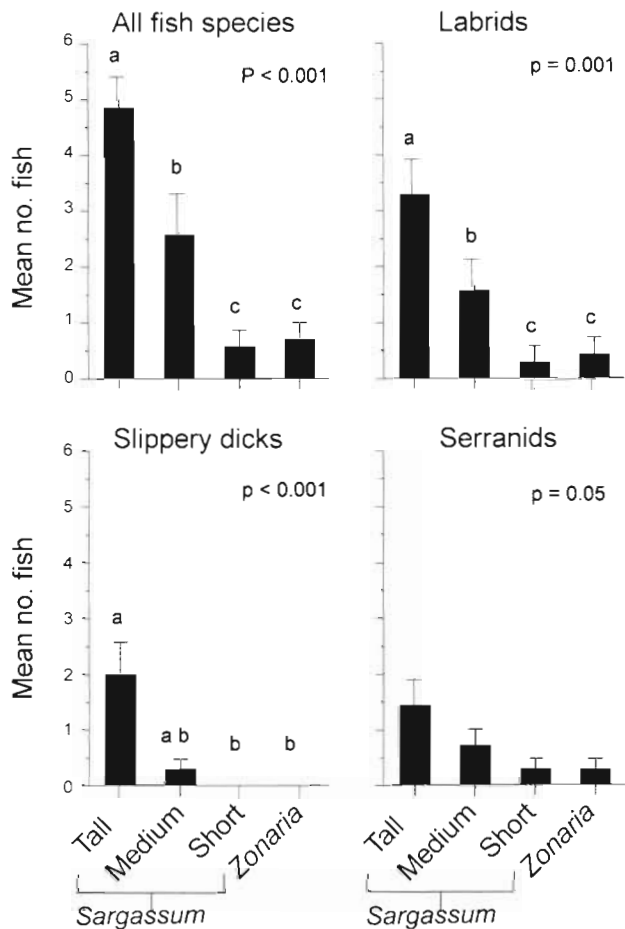 All fish species
Labrids
6
5
4
3
2
1
0
Mean no. fish
a
b
c
c
P < 0.001
a
b
c
c
p = 0.001
Slippery dicks
Serranids
6
5
4
3
2
1
0
Mean no. fish
a
a b
b
b
p < 0.001
p = 0.05
Tall
Medium
Short
Zonaria
Sargassum
Tall
Medium
Short
Zonaria
Sargassum